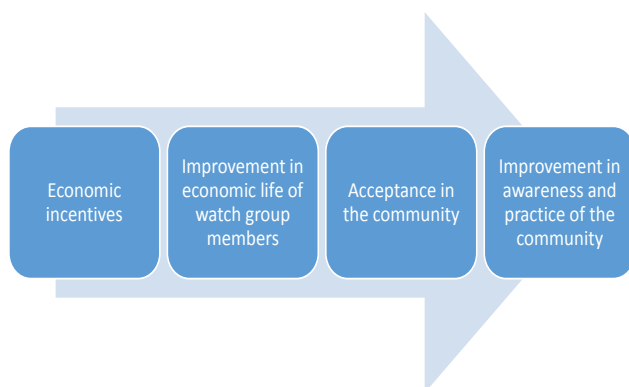 Economic
incentives
Improvement in
economic life of
watch group
members
Acceptance in
the community
Improvement in
awareness and
practice of the
community